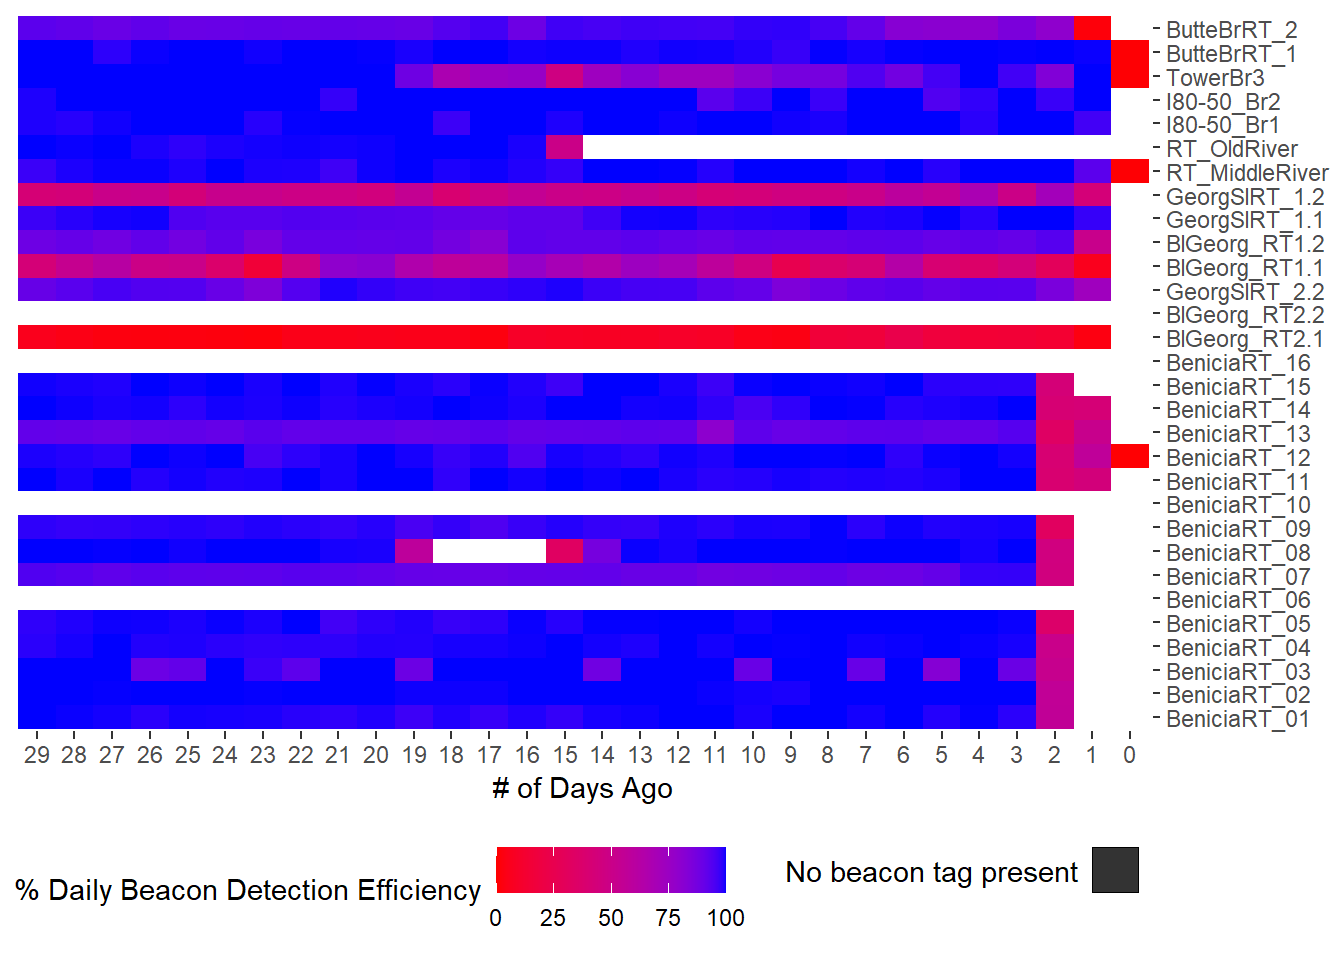 ButteBrRT_2
ButteBrRT_1
TowerBr3
I80-50_Br2
I80-50_Br1
RT_OldRiver
RT_MiddleRiver
GeorgSlRT_1.2
GeorgSlRT_1.1
BlGeorg_RT1.2
BlGeorg_RT1.1
GeorgSlRT_2.2
BlGeorg_RT2.2
BlGeorg_RT2.1
BeniciaRT_16
BeniciaRT_15
BeniciaRT_14
BeniciaRT_13
BeniciaRT_12
BeniciaRT_11
BeniciaRT_10
BeniciaRT_09
BeniciaRT_08
BeniciaRT_07
BeniciaRT_06
BeniciaRT_05
BeniciaRT_04
BeniciaRT_03
BeniciaRT_02
BeniciaRT_01
29 28 27 26 25 24 23 22 21 20 19 18 17 16 15 14 13 12 11 10 9 8 7 6 5 4 3 2 1 0
# of Days Ago
% Daily Beacon Detection Efficiency
0 25 50 75 100
No beacon tag present